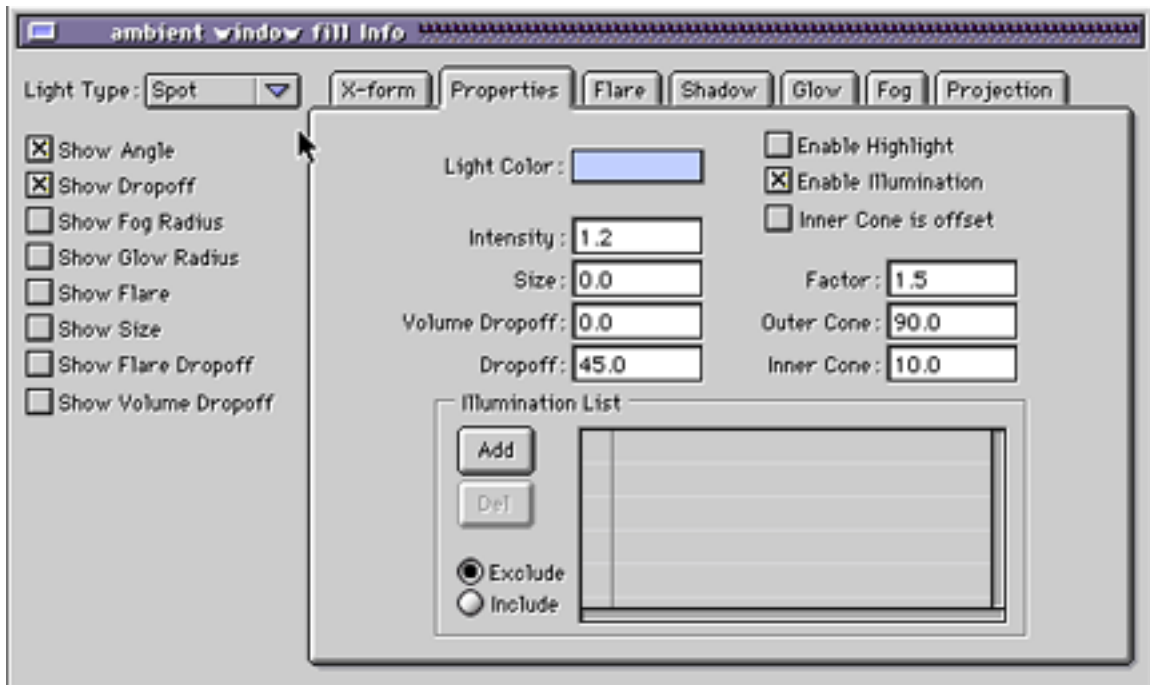 ambient window fill Info
Light Type: Spot
X-form Properties Flare Shadow Glow Fog Projection
Show Angle
Show Dropoff
Show Fog Radius
Show Glow Radius
Show Flare
Show Size
Show Flare Dropoff
Show Volume Dropoff
Light Color:
Enable Highlight
Enable Illumination
Inner Cone is offset
Intensity: 1.2
Size: 0.0
Volume Dropoff: 0.0
Dropoff: 45.0
Factor: 1.5
Outer Cone: 90.0
Inner Cone: 10.0
Illumination List
Add
Del
Exclude
Include